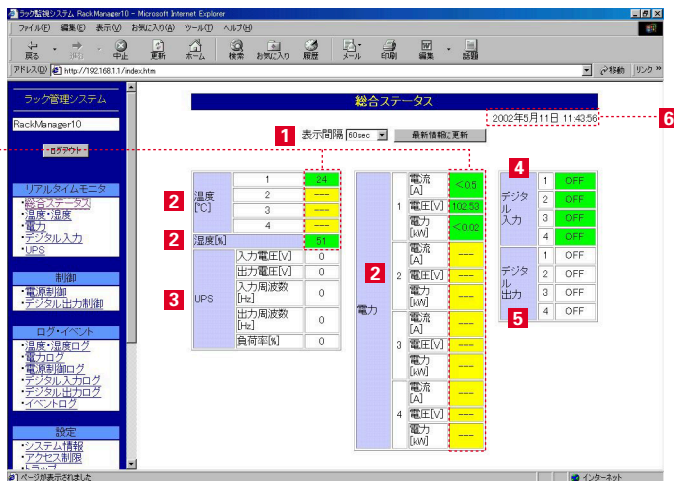 ラック監視システム RackManager10 - Microsoft Internet Explorer
ファイル(F) 編集(E) 表示(V) お気に入り(A) ツール(T) ヘルプ(H)
戻る 進む 中止 更新 ホーム 検索 お気に入り 履歴 メール 印刷 編集 話題
アドレス(D) http://192.168.1.1/index.htm 移動 リンク »
ラック管理システム
RackManager10
ログアウト
リアルタイムモニタ
・総合ステータス
・温度・湿度
・電力
・デジタル入力
・UPS
制御
・電源制御
・デジタル出力制御
ログ・イベント
・温度・湿度ログ
・電力ログ
・電源制御ログ
・デジタル入力ログ
・デジタル出力ログ
・イベントログ
設定
・システム情報
・アクセス制限
・トラップ
総合ステータス
2002年5月11日 11:43:56
6
1
表示間隔 60sec 最新情報に更新
2
温度
[℃]
1 24
2 ---
3 ---
4 ---
2
湿度[%] 51
3
UPS
入力電圧[V] 0
出力電圧[V] 0
入力周波数
[Hz] 0
出力周波数
[Hz] 0
負荷率[%] 0
2
電力
1
電流
[A] <0.5
電圧[V] 102.53
電力
[kW] <0.02
2
電流
[A] ---
電圧[V] ---
電力
[kW] ---
3
電流
[A] ---
電圧[V] ---
電力
[kW] ---
4
電流
[A] ---
電圧[V] ---
電力
[kW] ---
4
デジタ
ル
入力
1 OFF
2 OFF
3 OFF
4 OFF
デジタ
ル
出力
1 OFF
2 OFF
3 OFF
4 OFF
5
ページが表示されました
インターネット